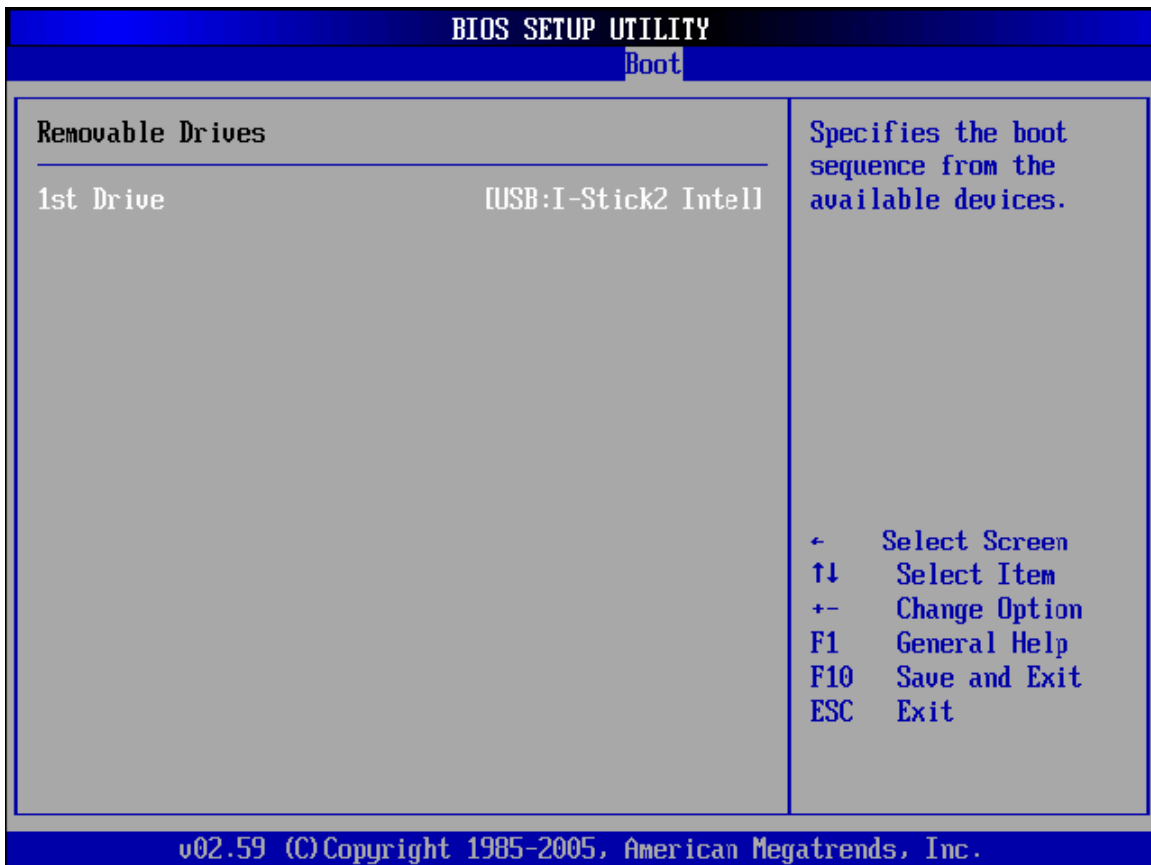 BIOS SETUP UTILITY
Boot
Removable Drives
1st Drive [USB:I-Stick2 Intel]
Specifies the boot
sequence from the
available devices.
← Select Screen
↑↓ Select Item
+- Change Option
F1 General Help
F10 Save and Exit
ESC Exit
v02.59 (C)Copyright 1985-2005, American Megatrends, Inc.